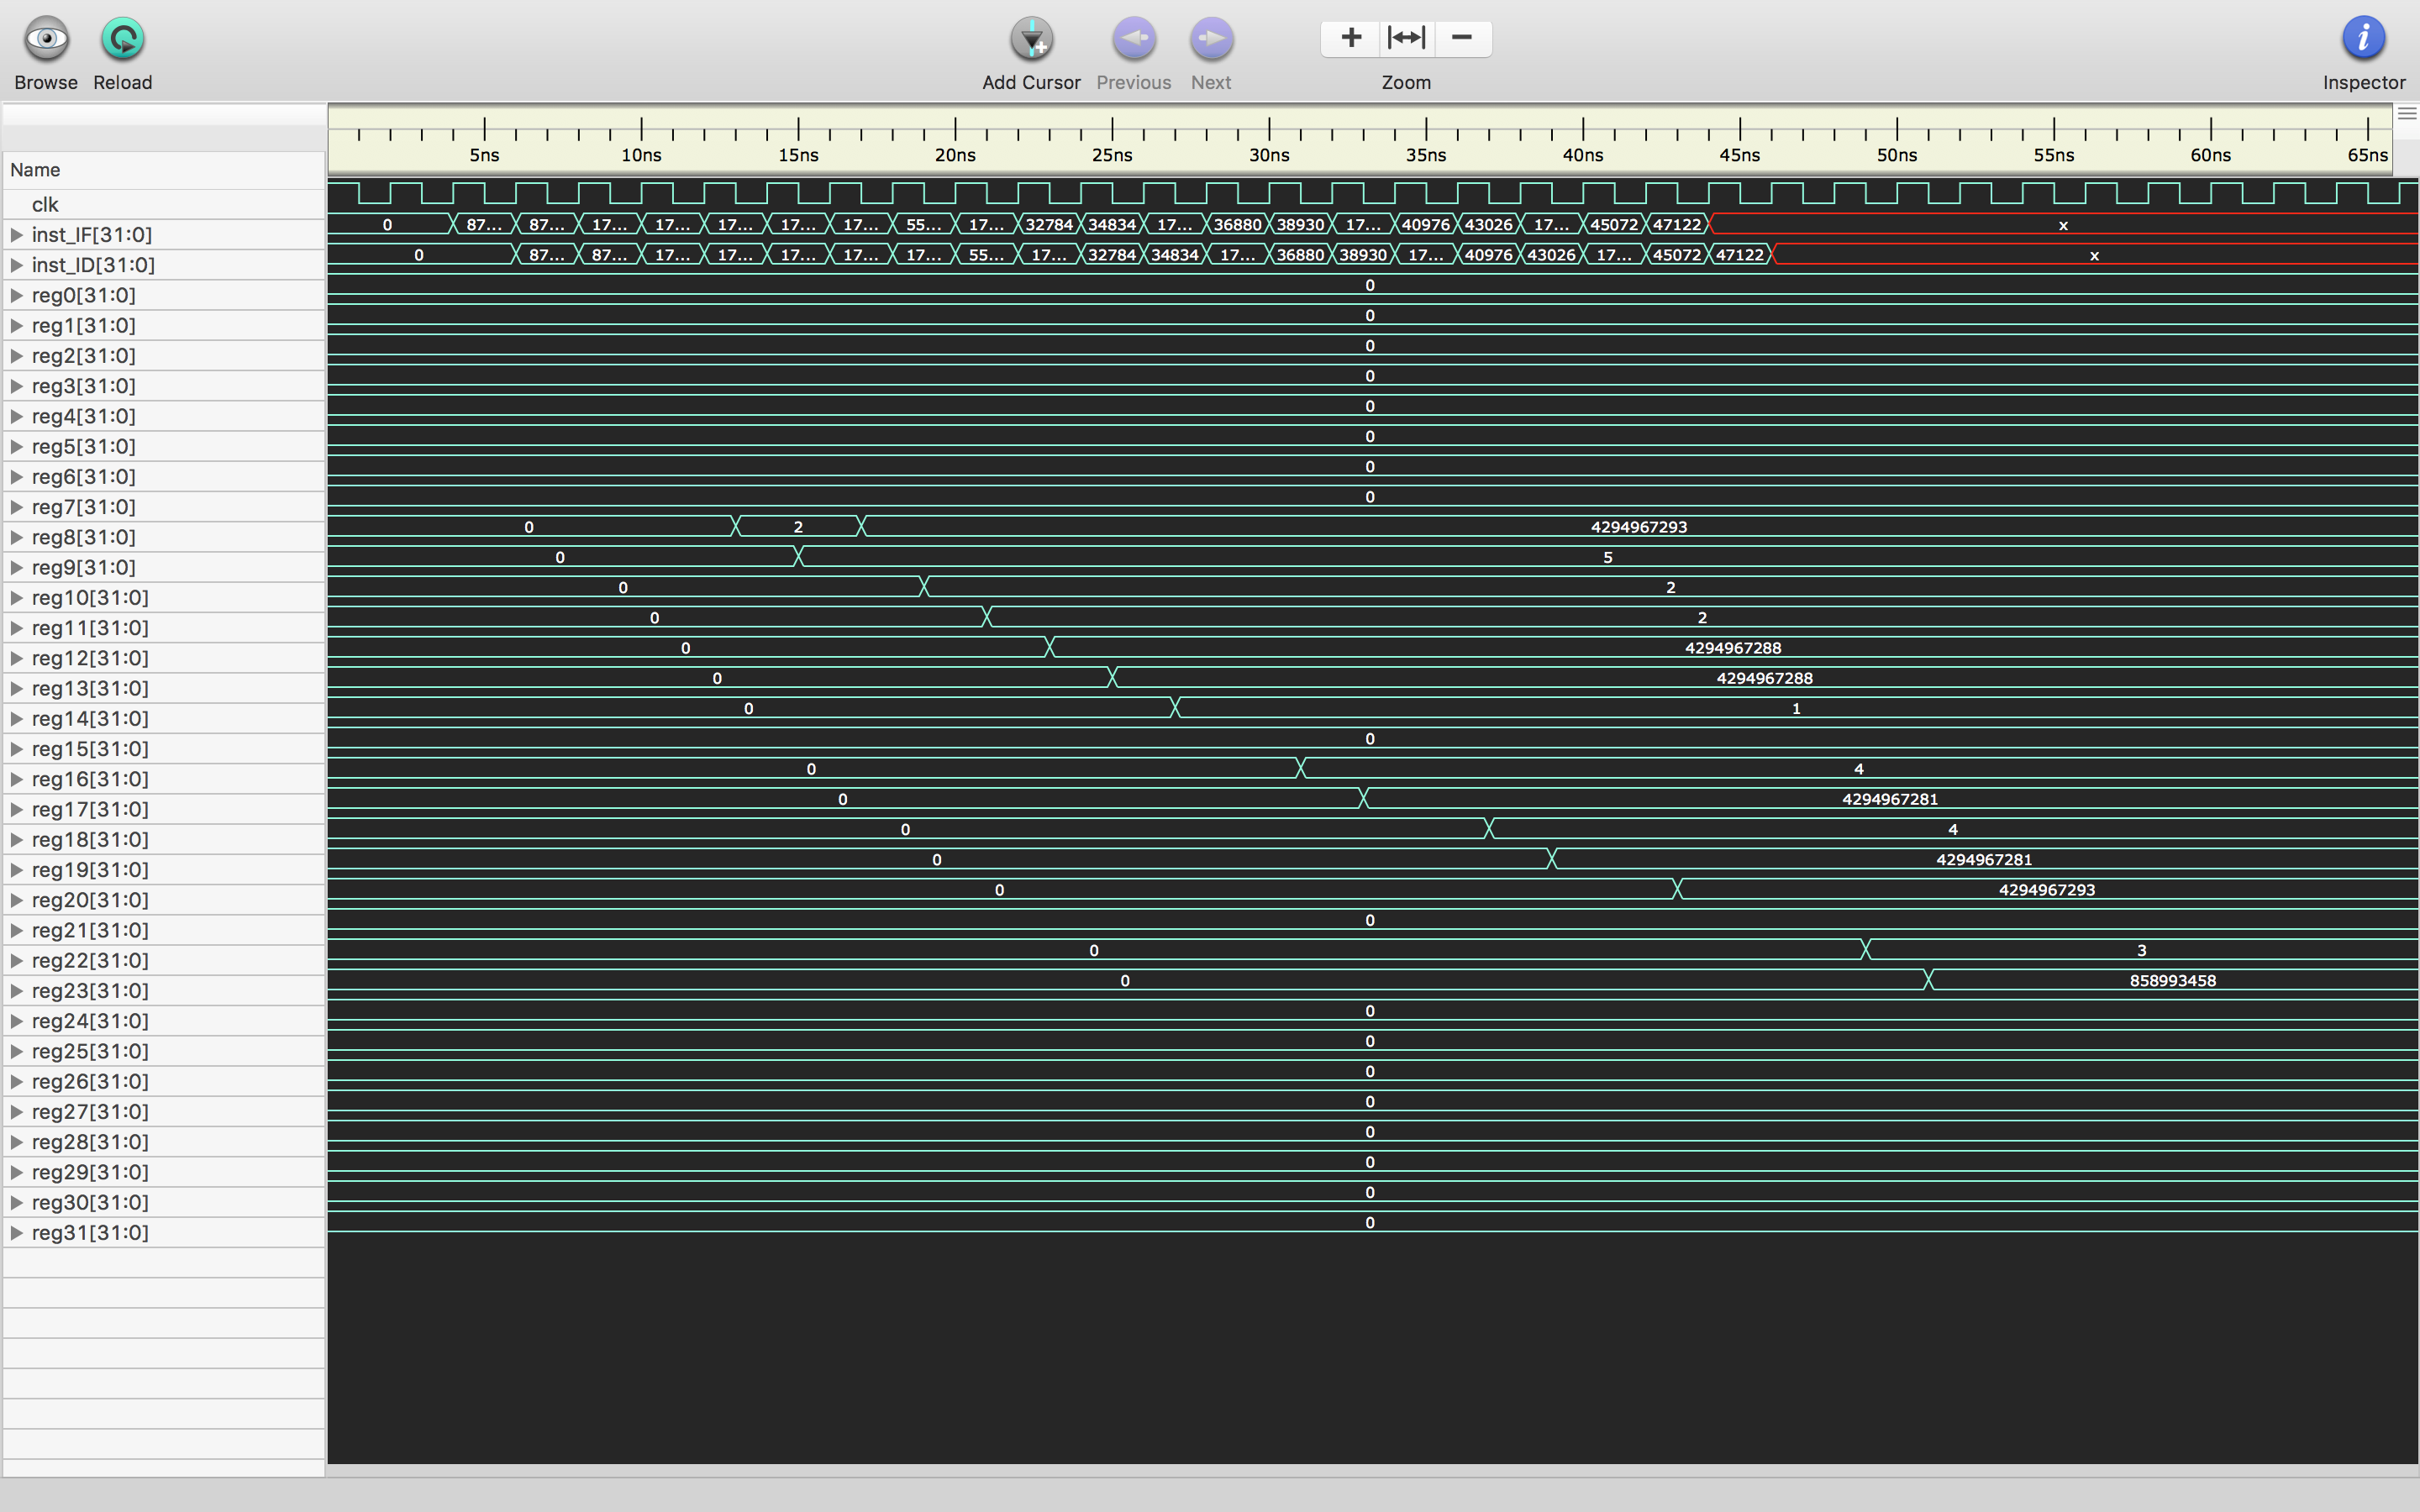 Browse Reload Add Cursor Previous Next Zoom Inspector
5ns 10ns 15ns 20ns 25ns 30ns 35ns 40ns 45ns 50ns 55ns 60ns 65ns
Name
clk
inst_IF[31:0] 0 87... 87... 17... 17... 17... 17... 17... 55... 17... 32784 34834 17... 36880 38930 17... 40976 43026 17... 45072 47122 x
inst_ID[31:0] 0 87... 87... 17... 17... 17... 17... 17... 55... 17... 32784 34834 17... 36880 38930 17... 40976 43026 17... 45072 47122 x
reg0[31:0] 0
reg1[31:0] 0
reg2[31:0] 0
reg3[31:0] 0
reg4[31:0] 0
reg5[31:0] 0
reg6[31:0] 0
reg7[31:0] 0
reg8[31:0] 0 2 4294967293
reg9[31:0] 0 5
reg10[31:0] 0 2
reg11[31:0] 0 2
reg12[31:0] 0 4294967288
reg13[31:0] 0 4294967288
reg14[31:0] 0 1
reg15[31:0] 0
reg16[31:0] 0 4
reg17[31:0] 0 4294967281
reg18[31:0] 0 4
reg19[31:0] 0 4294967281
reg20[31:0] 0 4294967293
reg21[31:0] 0
reg22[31:0] 0 3
reg23[31:0] 0 858993458
reg24[31:0] 0
reg25[31:0] 0
reg26[31:0] 0
reg27[31:0] 0
reg28[31:0] 0
reg29[31:0] 0
reg30[31:0] 0
reg31[31:0] 0